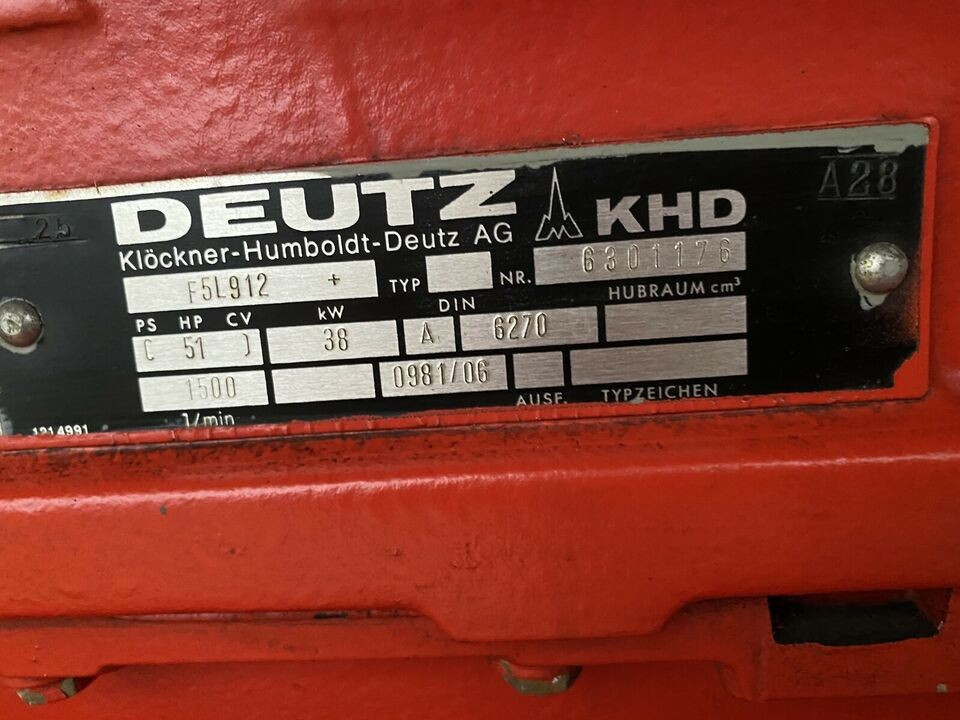 25 A28
DEUTZ KHD
Klöckner-Humboldt-Deutz AG
F5L912 + TYP NR. 6301176
PS HP CV kW DIN HUBRAUM cm³
( 51 ) 38 A 6270
1500 0981/06
1/min AUSF. TYPZEICHEN
1214991